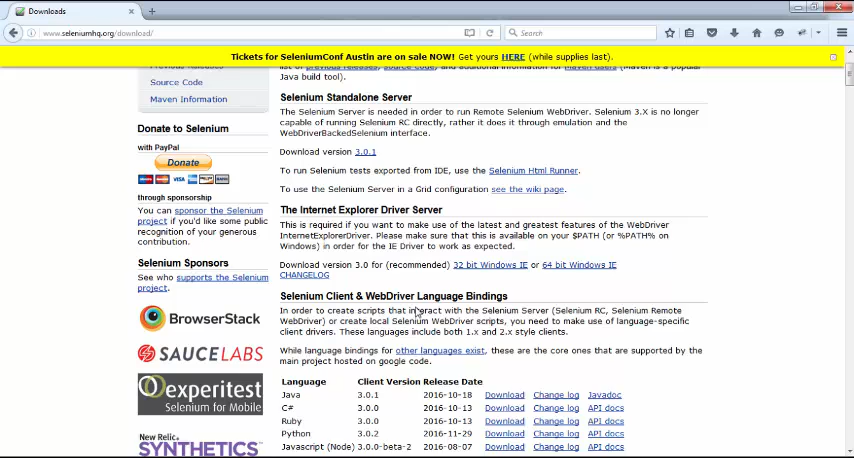 Downloads
www.seleniumhq.org/download/
Search
Tickets for SeleniumConf Austin are on sale NOW! Get yours HERE (while supplies last).
Source Code
Maven Information
Donate to Selenium
with PayPal
Donate
VISA
through sponsorship
You can sponsor the Selenium
project if you'd like some public
recognition of your generous
contribution.
Selenium Sponsors
See who supports the Selenium
project.
BrowserStack
SAUCE LABS
experitest
Selenium for Mobile
New Relic.
SYNTHETICS
list of previous releases, source code, and additional information for Maven users (Maven is a popular
Java build tool).
Selenium Standalone Server
The Selenium Server is needed in order to run Remote Selenium WebDriver. Selenium 3.X is no longer
capable of running Selenium RC directly, rather it does it through emulation and the
WebDriverBackedSelenium interface.
Download version 3.0.1
To run Selenium tests exported from IDE, use the Selenium Html Runner.
To use the Selenium Server in a Grid configuration see the wiki page.
The Internet Explorer Driver Server
This is required if you want to make use of the latest and greatest features of the WebDriver
InternetExplorerDriver. Please make sure that this is available on your $PATH (or %PATH% on
Windows) in order for the IE Driver to work as expected.
Download version 3.0 for (recommended) 32 bit Windows IE or 64 bit Windows IE
CHANGELOG
Selenium Client & WebDriver Language Bindings
In order to create scripts that interact with the Selenium Server (Selenium RC, Selenium Remote
WebDriver) or create local Selenium WebDriver scripts, you need to make use of language-specific
client drivers. These languages include both 1.x and 2.x style clients.
While language bindings for other languages exist, these are the core ones that are supported by the
main project hosted on google code.
Language Client Version Release Date
Java 3.0.1 2016-10-18 Download Change log Javadoc
C# 3.0.0 2016-10-13 Download Change log API docs
Ruby 3.0.0 2016-10-13 Download Change log API docs
Python 3.0.2 2016-11-29 Download Change log API docs
Javascript (Node) 3.0.0-beta-2 2016-08-07 Download Change log API docs